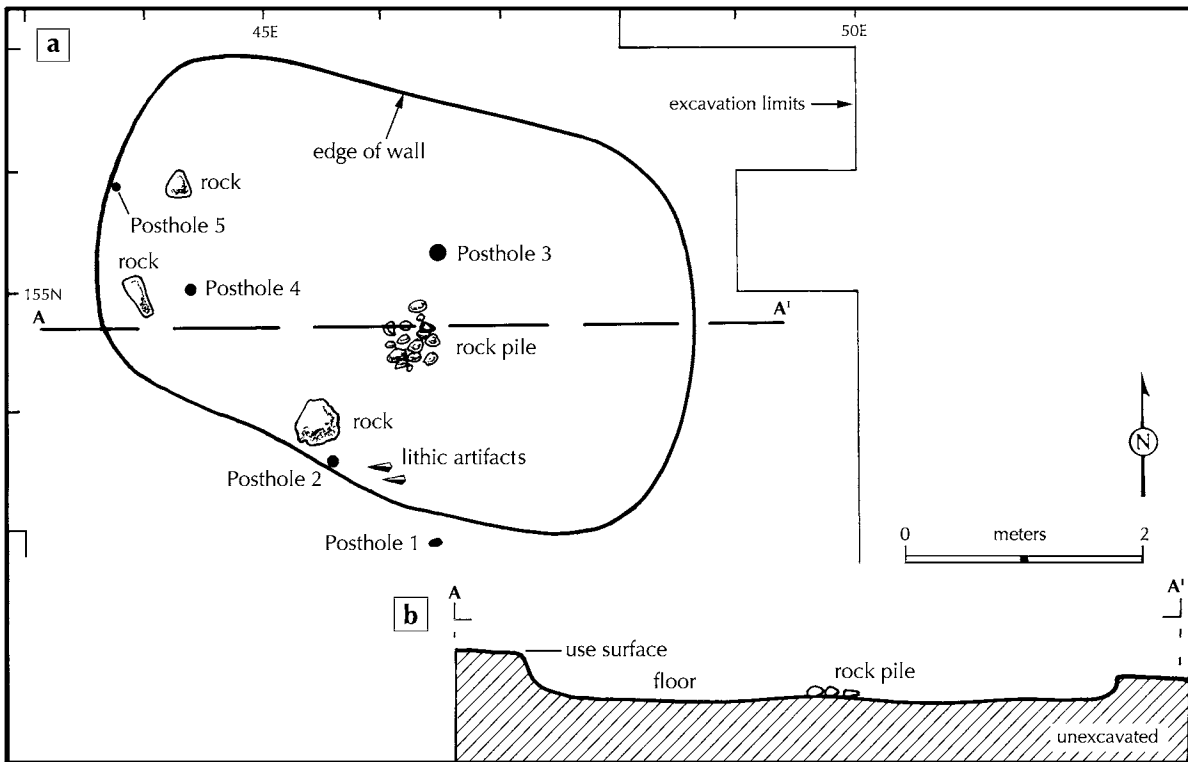 a
45E
50E
excavation limits
edge of wall
rock
Posthole 5
Posthole 3
rock
Posthole 4
155N
A
A'
rock pile
rock
lithic artifacts
Posthole 2
N
Posthole 1
0
meters
2
b
A
A'
use surface
rock pile
floor
unexcavated